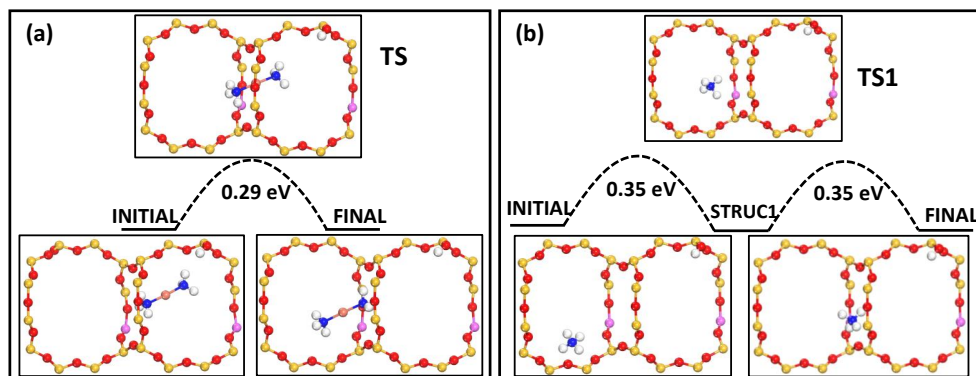 (a)
TS
0.29 eV
INITIAL
FINAL
(b)
TS1
0.35 eV
0.35 eV
INITIAL
STRUC1
FINAL